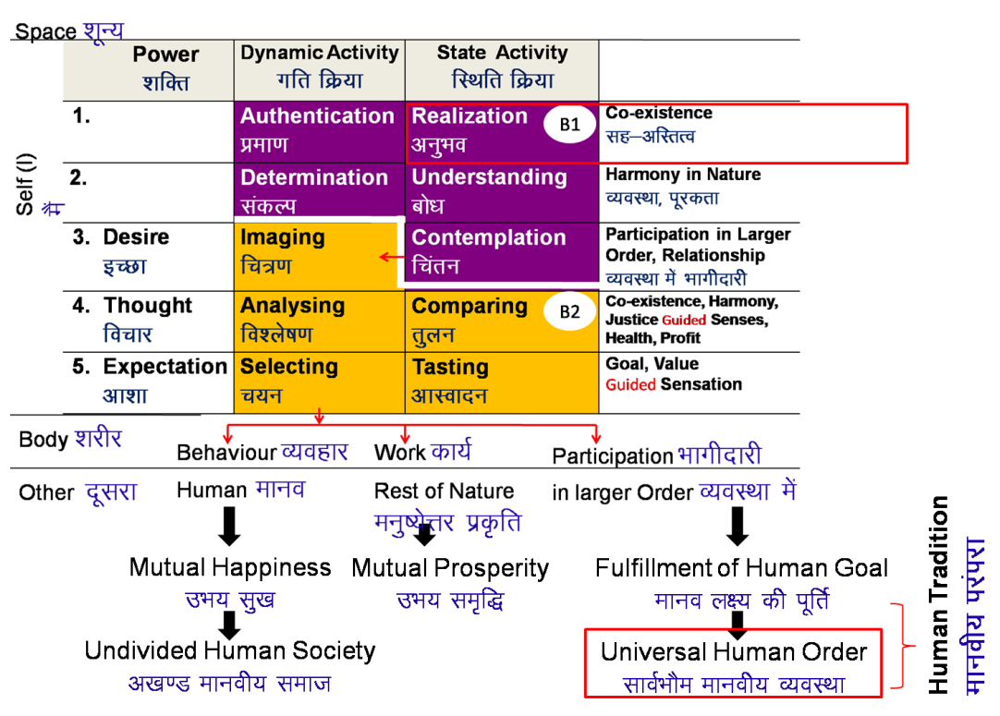 Space शून्य
Power Dynamic Activity State Activity
शक्ति गति क्रिया स्थिति क्रिया
1. Authentication Realization B1 Co-existence
प्रमाण अनुभव सह–अस्तित्व
Self (I)
मैं
2. Determination Understanding Harmony in Nature
संकल्प बोध व्यवस्था, पूरकता
3. Desire Imaging Contemplation Participation in Larger
Order, Relationship
इच्छा चित्रण चिंतन व्यवस्था में भागीदारी
4. Thought Analysing Comparing B2 Co-existence, Harmony,
Justice Guided Senses,
विचार विश्लेषण तुलन Health, Profit
5. Expectation Selecting Tasting Goal, Value
आशा चयन आस्वादन Guided Sensation
Body शरीर
Behaviour व्यवहार Work कार्य Participation भागीदारी
Other दूसरा Human मानव Rest of Nature in larger Order व्यवस्था में
मनुष्येत्तर प्रकृति
Mutual Happiness Mutual Prosperity Fulfillment of Human Goal
उभय सुख उभय समृद्धि मानव लक्ष्य की पूर्ति
Undivided Human Society Universal Human Order
अखण्ड मानवीय समाज सार्वभौम मानवीय व्यवस्था
Human Tradition
मानवीय परंपरा